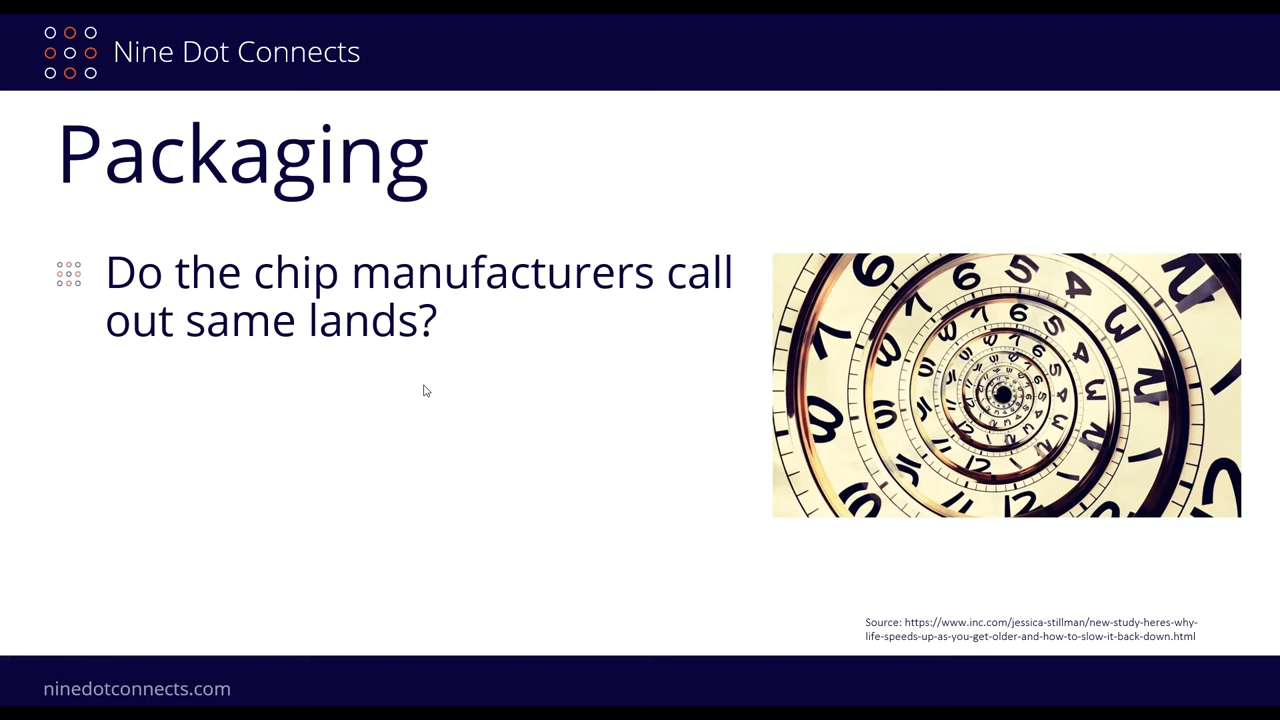 Nine Dot Connects
Packaging
Do the chip manufacturers call
out same lands?
Source: https://www.inc.com/jessica-stillman/new-study-heres-why-
life-speeds-up-as-you-get-older-and-how-to-slow-it-back-down.html
ninedotconnects.com